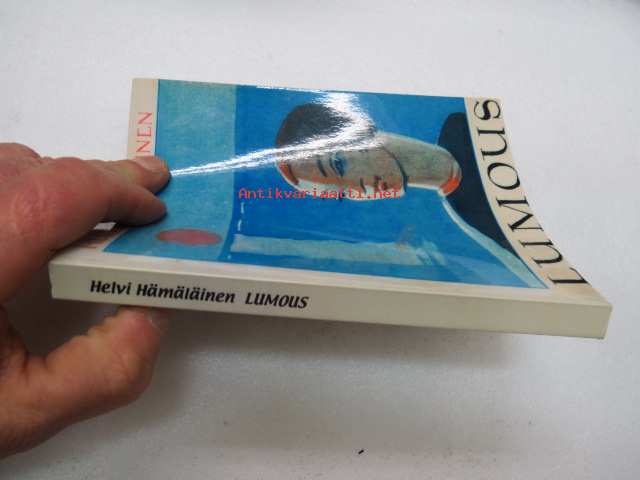 NEN
LUMOUS
Antikvariaatti.net
Helvi Hämäläinen LUMOUS